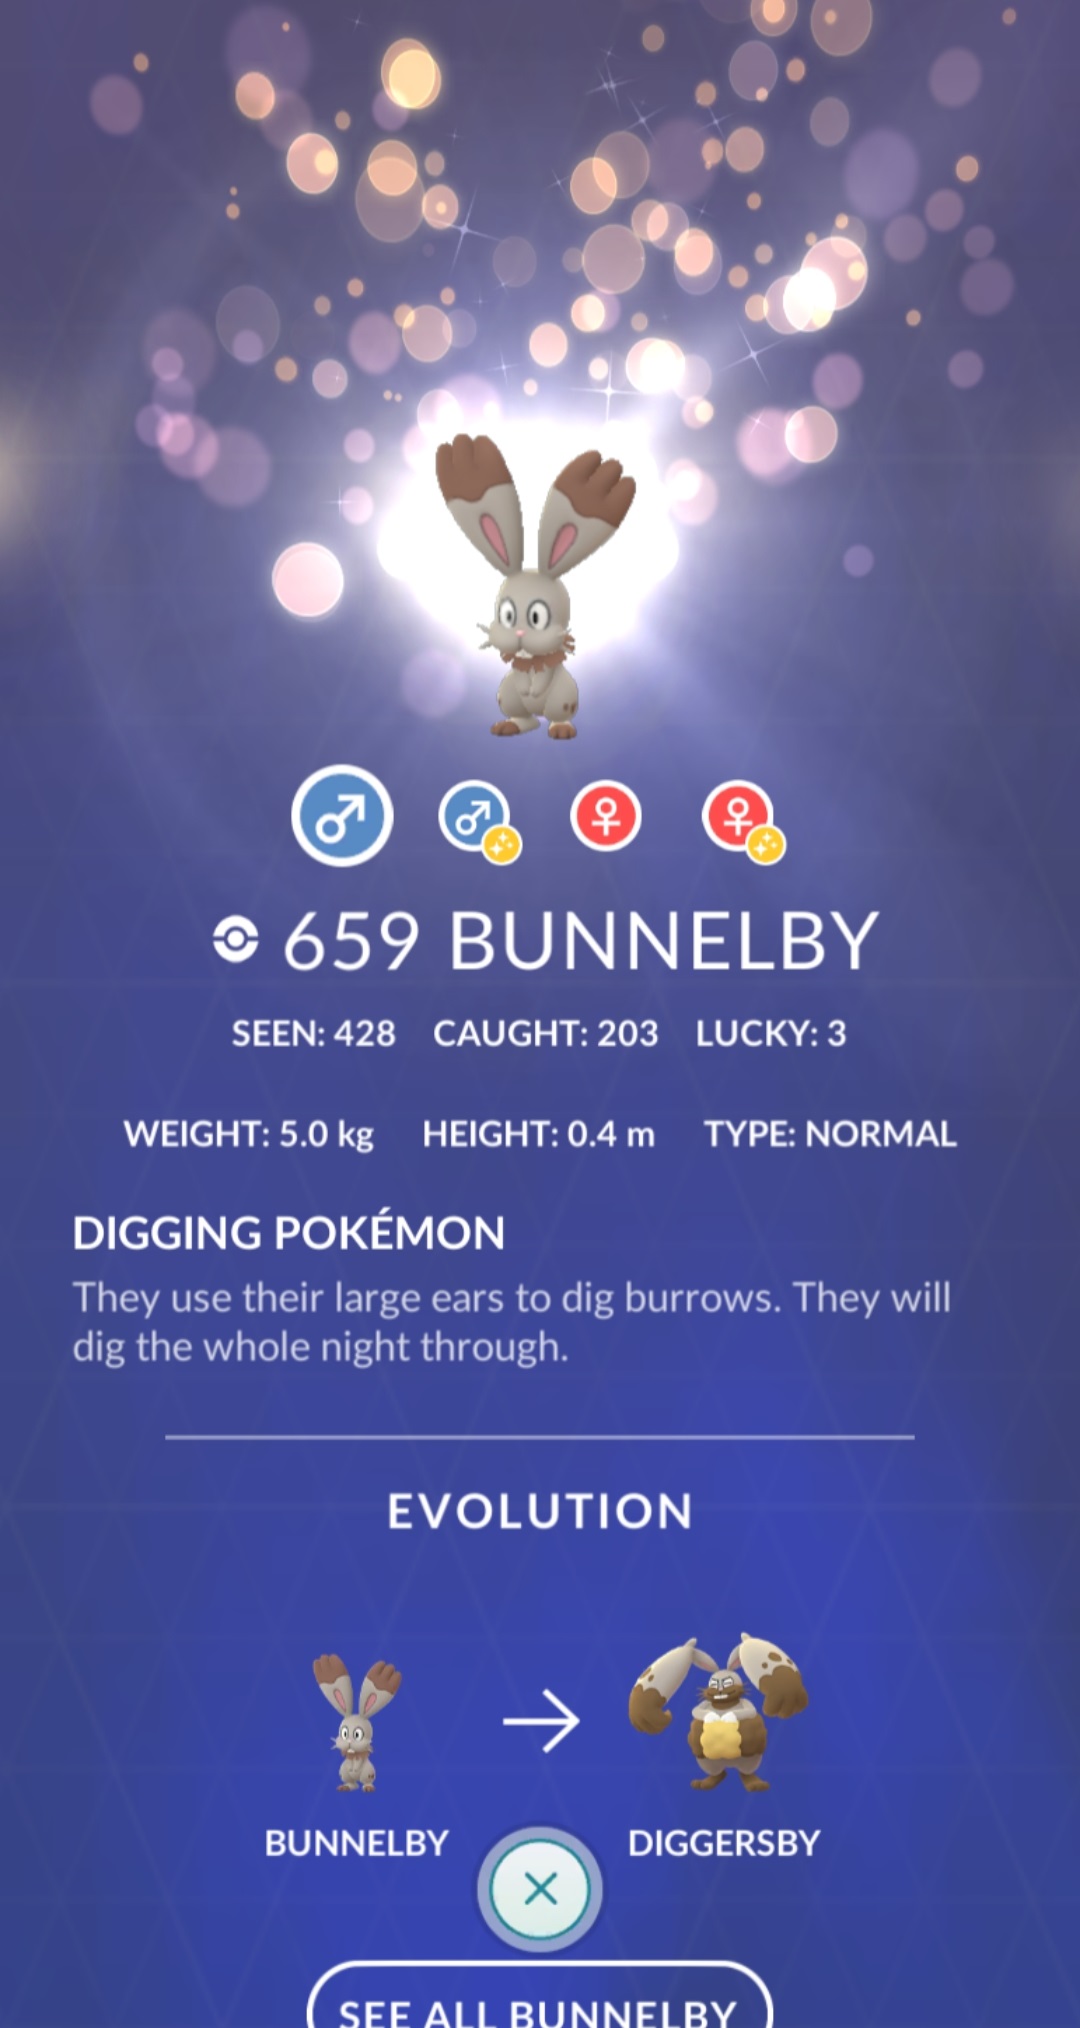 659 BUNNELBY
SEEN: 428 CAUGHT: 203 LUCKY: 3
WEIGHT: 5.0 kg HEIGHT: 0.4 m TYPE: NORMAL
DIGGING POKÉMON
They use their large ears to dig burrows. They will
dig the whole night through.
EVOLUTION
BUNNELBY DIGGERSBY
SEE ALL BUNNELBY